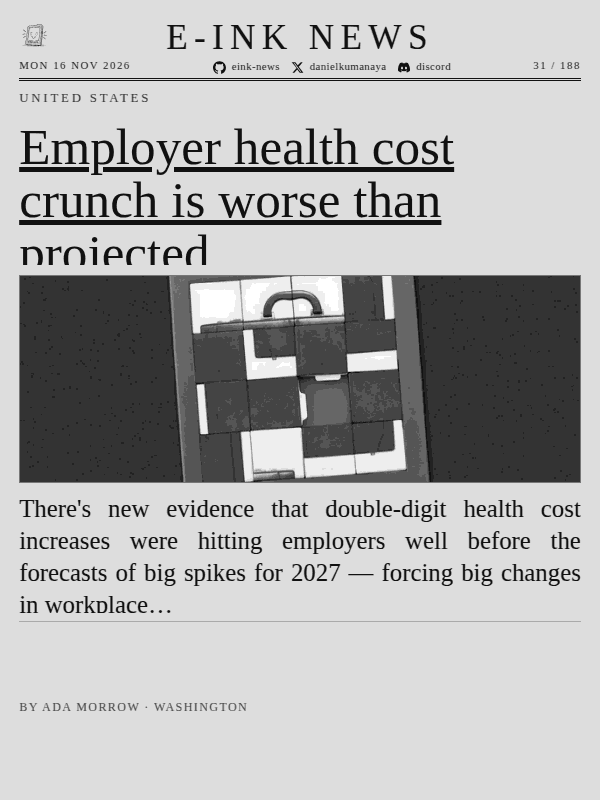 E-INK NEWS
MON 16 NOV 2026
eink-news danielkumanaya discord
31 / 188
UNITED STATES
Employer health cost
crunch is worse than
projected
There's new evidence that double-digit health cost
increases were hitting employers well before the
forecasts of big spikes for 2027 — forcing big changes
in workplace…
BY ADA MORROW · WASHINGTON